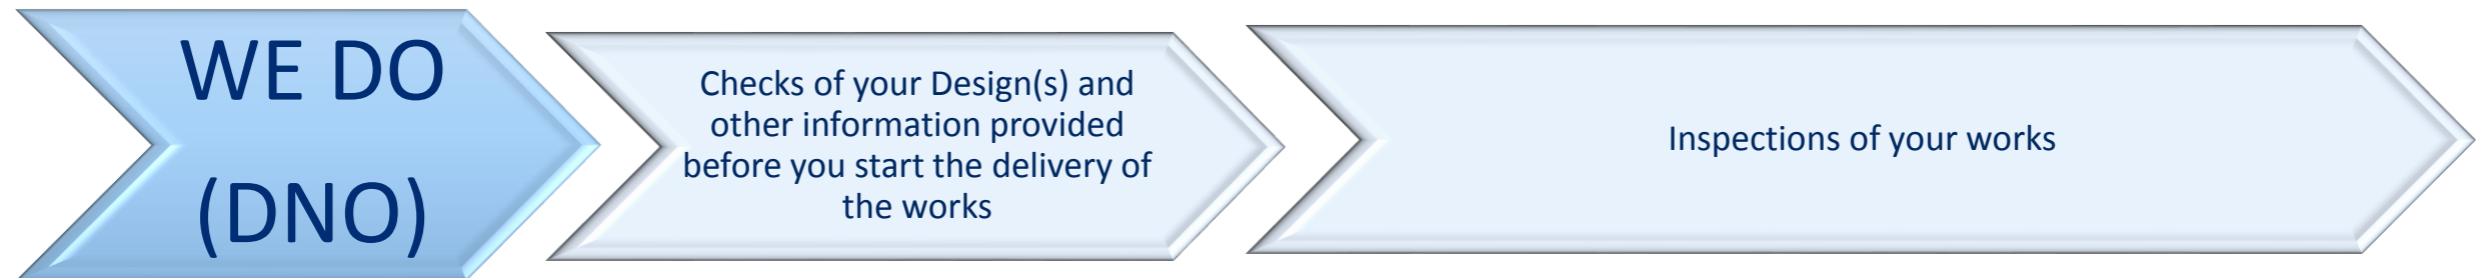 WE DO
(DNO)
Checks of your Design(s) and
other information provided
before you start the delivery of
the works
Inspections of your works